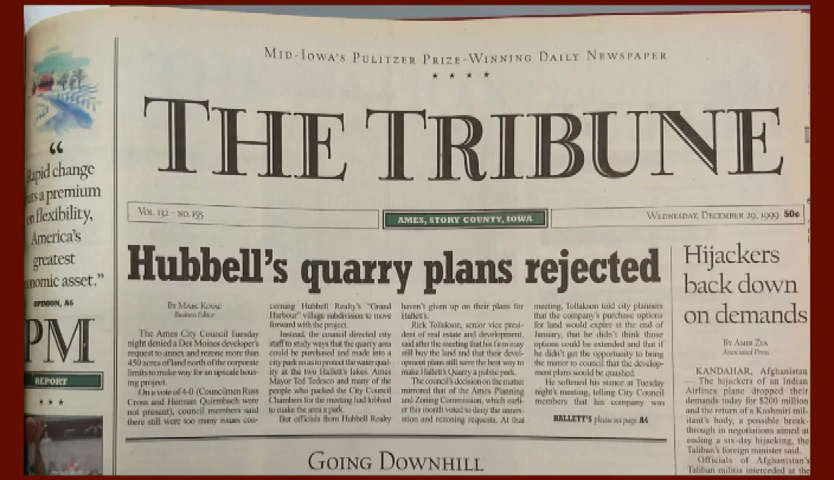 MID-IOWA'S PULITZER PRIZE-WINNING DAILY NEWSPAPER
★ ★ ★ ★
THE TRIBUNE
VOL. 132 – NO. 155
AMES, STORY COUNTY, IOWA
WEDNESDAY, DECEMBER 29, 1999 50¢
“
Rapid change
puts a premium
on flexibility,
America's
greatest
economic asset.”
OPINION, A6
PM
REPORT
★ ★ ★
Hubbell's quarry plans rejected
By MARC KOVAC
Business Editor
The Ames City Council Tuesday
night denied a Des Moines developer's
request to annex and rezone more than
450 acres of land north of the corporate
limits to make way for an upscale hous-
ing project.
On a vote of 4-0 (Councilmen Russ
Cross and Herman Quirmbach were
not present), council members said
there still were too many issues con-
cerning Hubbell Realty's "Grand
Harbour" village subdivision to move
forward with the project.
Instead, the council directed city
staff to study ways that the quarry area
could be purchased and made into a
city park so as to protect the water qual-
ity at the two Hallett's lakes. Ames
Mayor Ted Tedesco and many of the
people who packed the City Council
Chambers for the meeting had lobbied
to make the area a park.
But officials from Hubbell Realty
haven't given up on their plans for
Hallett's.
Rick Tollakson, senior vice presi-
dent of real estate and development,
said after the meeting that his firm may
still buy the land and that their devel-
opment plans still were the best way to
make Hallett's Quarry a public park.
The council's decision on the matter
mirrored that of the Ames Planning
and Zoning Commission, which earli-
er this month voted to deny the annex-
ation and rezoning requests. At that
meeting, Tollakson told city planners
that the company's purchase options
for land would expire at the end of
January, that he didn't think those
options could be extended and that if
he didn't get the opportunity to bring
the matter to council that the develop-
ment plans would be quashed.
He softened his stance at Tuesday
night's meeting, telling City Council
members that his company was
HALLETT'S please see page A4
Hijackers
back down
on demands
By AMIR ZIA
Associated Press
KANDAHAR, Afghanistan
— The hijackers of an Indian
Airlines plane dropped their
demands today for $200 million
and the return of a Kashmiri mil-
itant's body, a possible break-
through in negotiations aimed at
ending a six-day hijacking, the
Taliban's foreign minister said.
Officials of Afghanistan's
Taliban militia interceded at the
GOING DOWNHILL